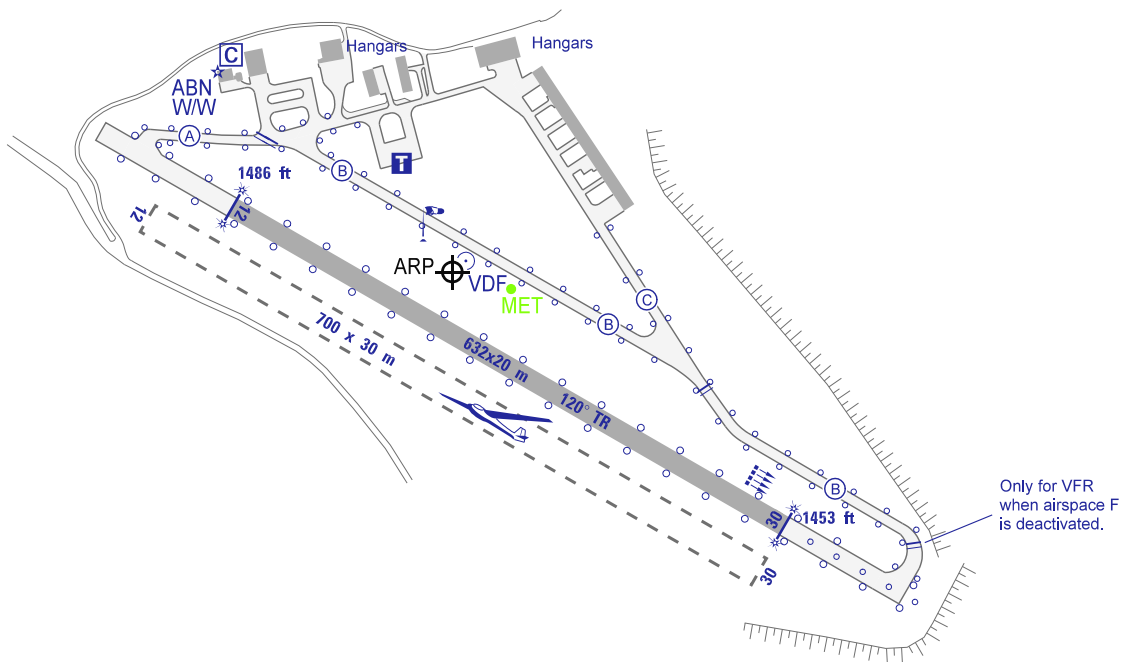 C
Hangars
Hangars
ABN
W/W
A
T
B
1486 ft
12
12
ARP
VDF
MET
C
B
700 x 30 m
632x20 m
120° TR
B
Only for VFR
when airspace F
is deactivated.
30
1453 ft
30